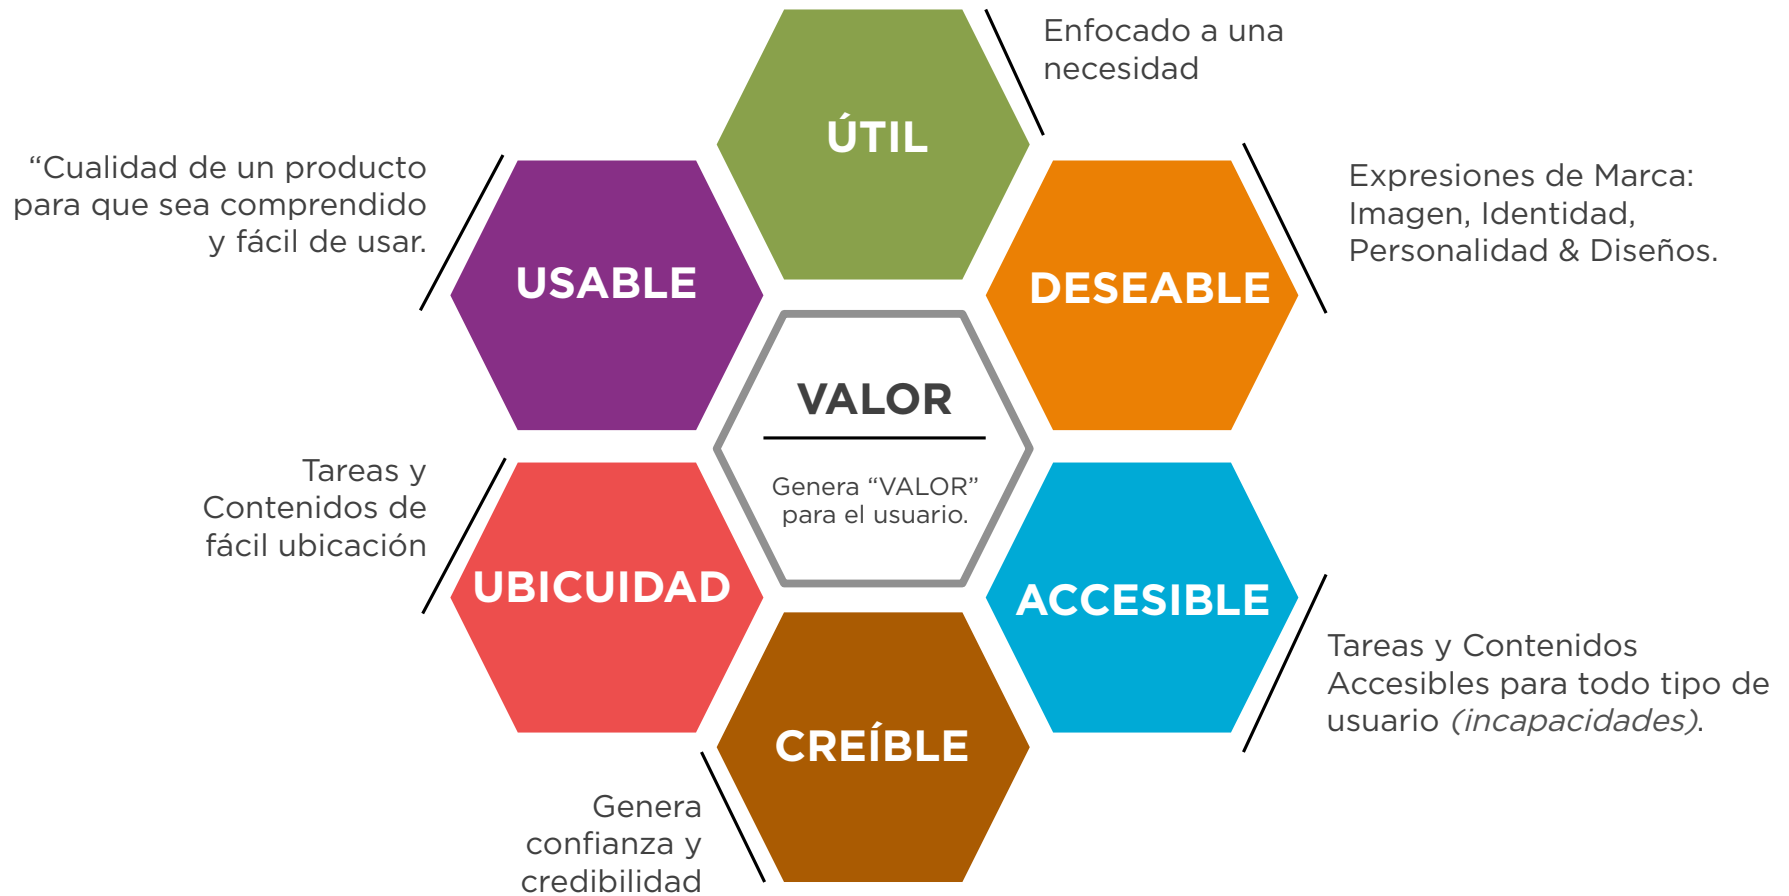 ÚTIL
Enfocado a una
necesidad
“Cualidad de un producto
para que sea comprendido
y fácil de usar.
USABLE
DESEABLE
Expresiones de Marca:
Imagen, Identidad,
Personalidad & Diseños.
VALOR
Genera “VALOR”
para el usuario.
Tareas y
Contenidos de
fácil ubicación
UBICUIDAD
ACCESIBLE
Tareas y Contenidos
Accesibles para todo tipo de
usuario (incapacidades).
CREÍBLE
Genera
confianza y
credibilidad